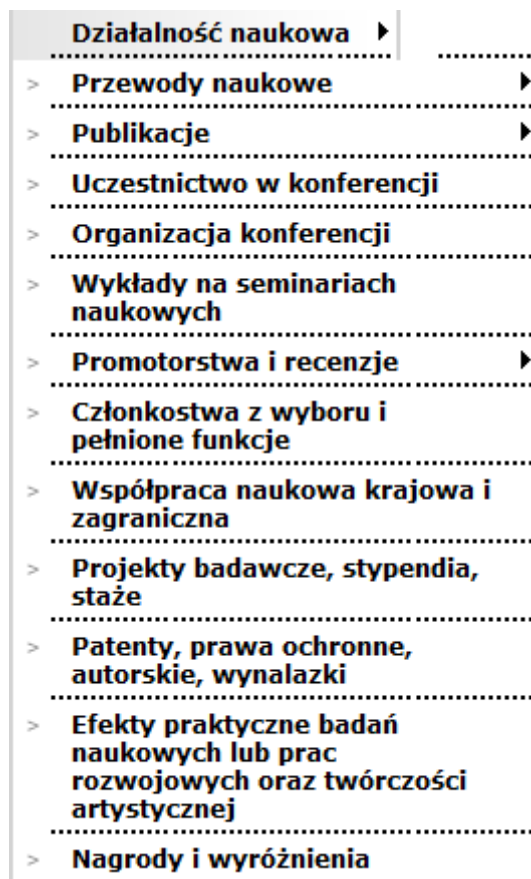 Działalność naukowa
> Przewody naukowe
> Publikacje
> Uczestnictwo w konferencji
> Organizacja konferencji
> Wykłady na seminariach
naukowych
> Promotorstwa i recenzje
> Członkostwa z wyboru i
pełnione funkcje
> Współpraca naukowa krajowa i
zagraniczna
> Projekty badawcze, stypendia,
staże
> Patenty, prawa ochronne,
autorskie, wynalazki
> Efekty praktyczne badań
naukowych lub prac
rozwojowych oraz twórczości
artystycznej
> Nagrody i wyróżnienia